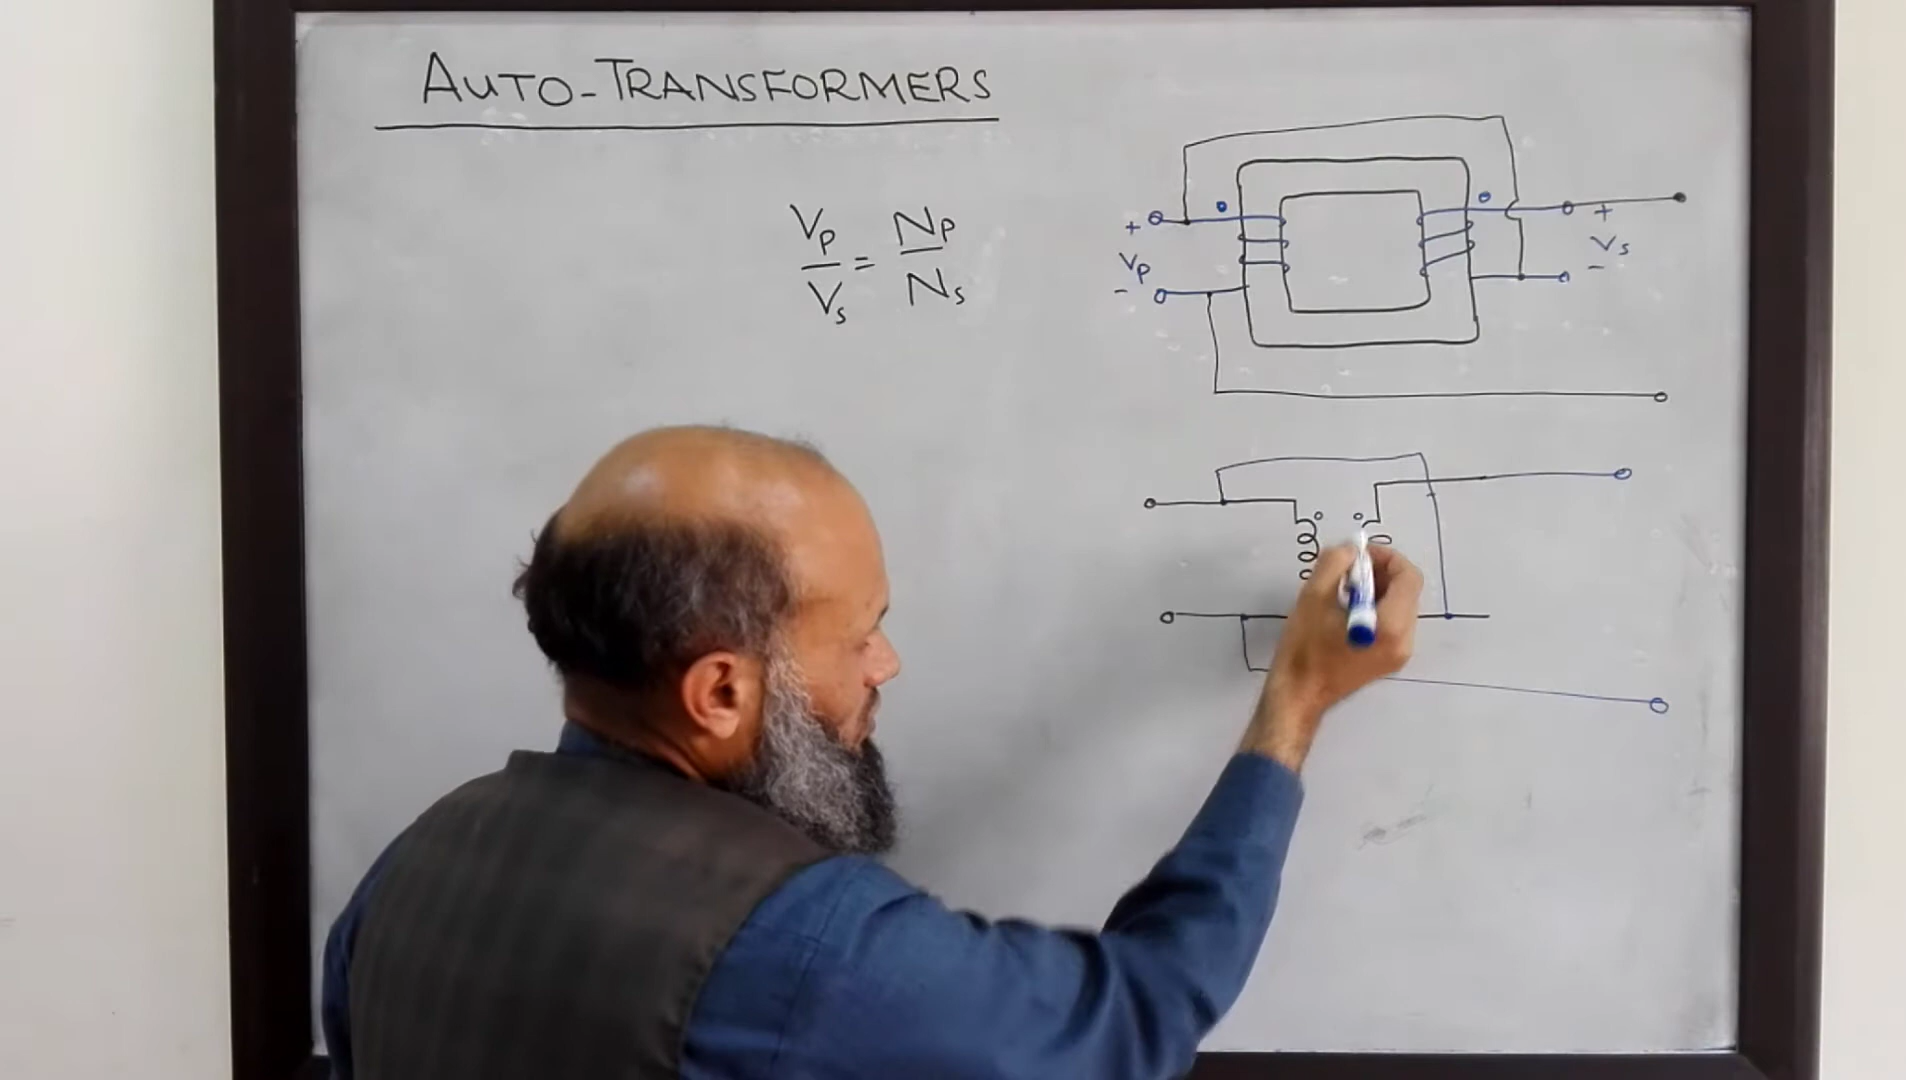 AUTO-TRANSFORMERS
Vp/Vs = Np/Ns
+ Vp -
+ Vs -